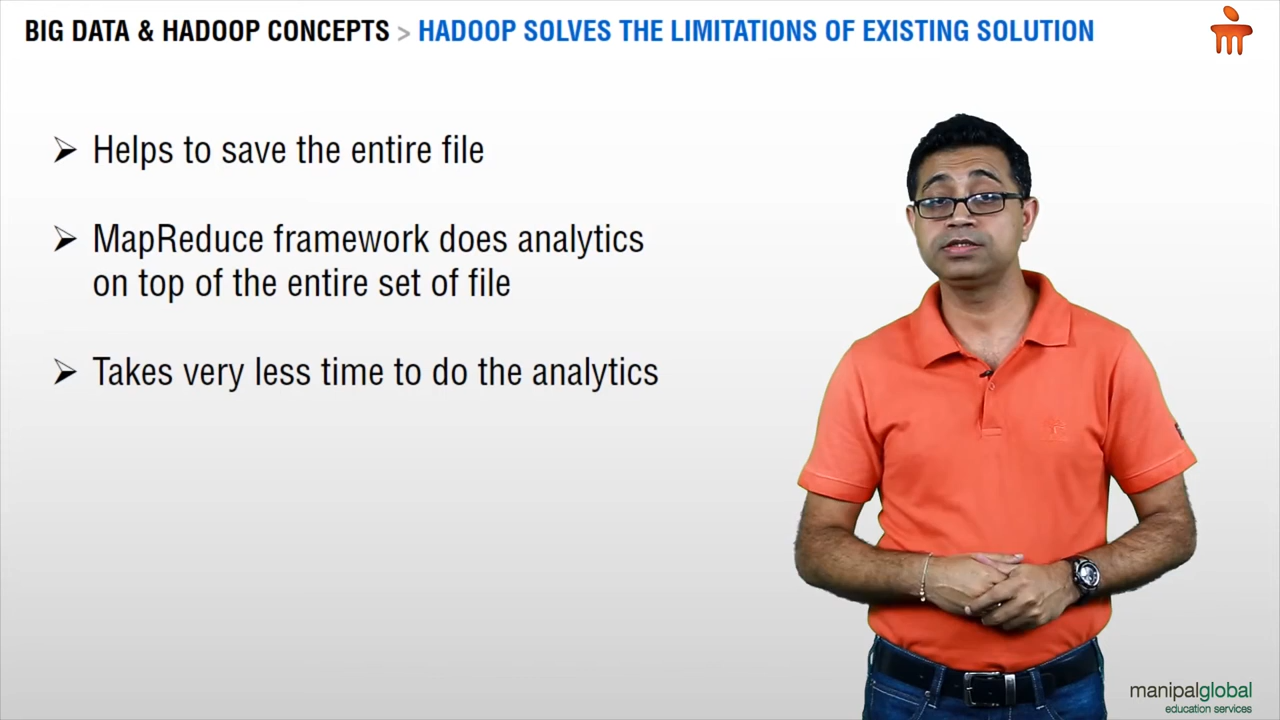 BIG DATA & HADOOP CONCEPTS > HADOOP SOLVES THE LIMITATIONS OF EXISTING SOLUTION
➢ Helps to save the entire file
➢ MapReduce framework does analytics
on top of the entire set of file
➢ Takes very less time to do the analytics
manipalglobal
education services